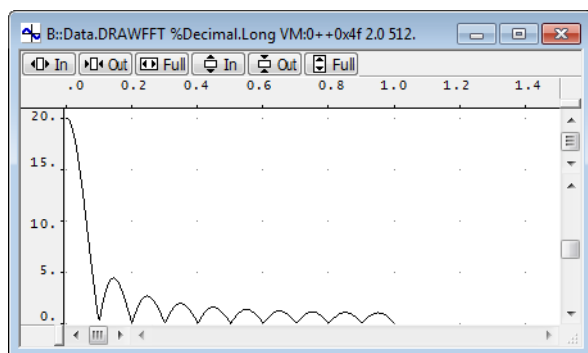 B::Data.DRAWFFT %Decimal.Long VM:0++0x4f 2.0 512.
In Out Full In Out Full
.0 0.2 0.4 0.6 0.8 1.0 1.2 1.4
20.
15.
10.
5.
0.